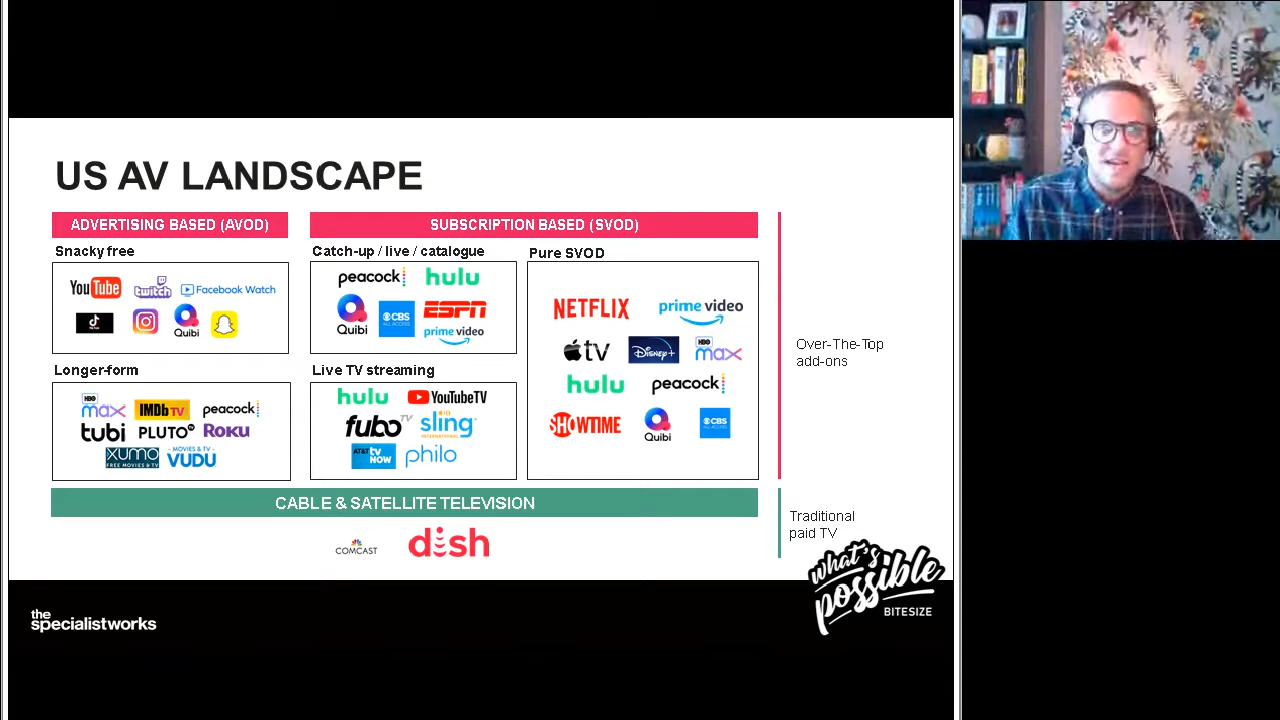 US AV LANDSCAPE
ADVERTISING BASED (AVOD)
SUBSCRIPTION BASED (SVOD)
Snacky free
YouTube
twitch
Facebook Watch
Quibi
Catch-up / live / catalogue
peacock
hulu
Quibi
CBS
ALL ACCESS
ESPN
prime video
Pure SVOD
NETFLIX
prime video
tv
Disney+
HBO
max
hulu
peacock
SHOWTIME
Quibi
CBS
ALL ACCESS
Longer-form
HBO
max
IMDb TV
peacock
tubi
PLUTO TV
ROKU
XUMO
FREE MOVIES & TV
MOVIES & TV
VUDU
Live TV streaming
hulu
YouTubeTV
fubo TV
sling
INTERNATIONAL
AT&T tv
NOW
philo
Over-The-Top
add-ons
CABLE & SATELLITE TELEVISION
COMCAST
dish
Traditional
paid TV
what's
possible
BITESIZE
the
specialistworks